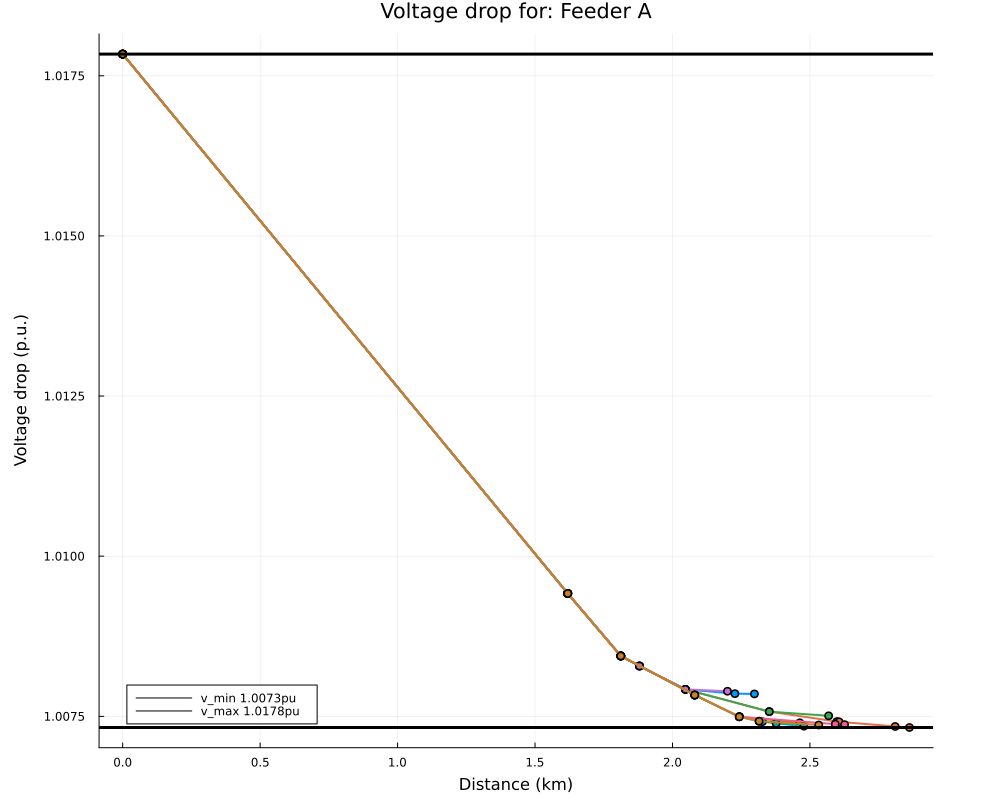 Voltage drop for: Feeder A
Voltage drop (p.u.)
1.0175
1.0150
1.0125
1.0100
1.0075
v_min 1.0073pu
v_max 1.0178pu
0.0 0.5 1.0 1.5 2.0 2.5
Distance (km)